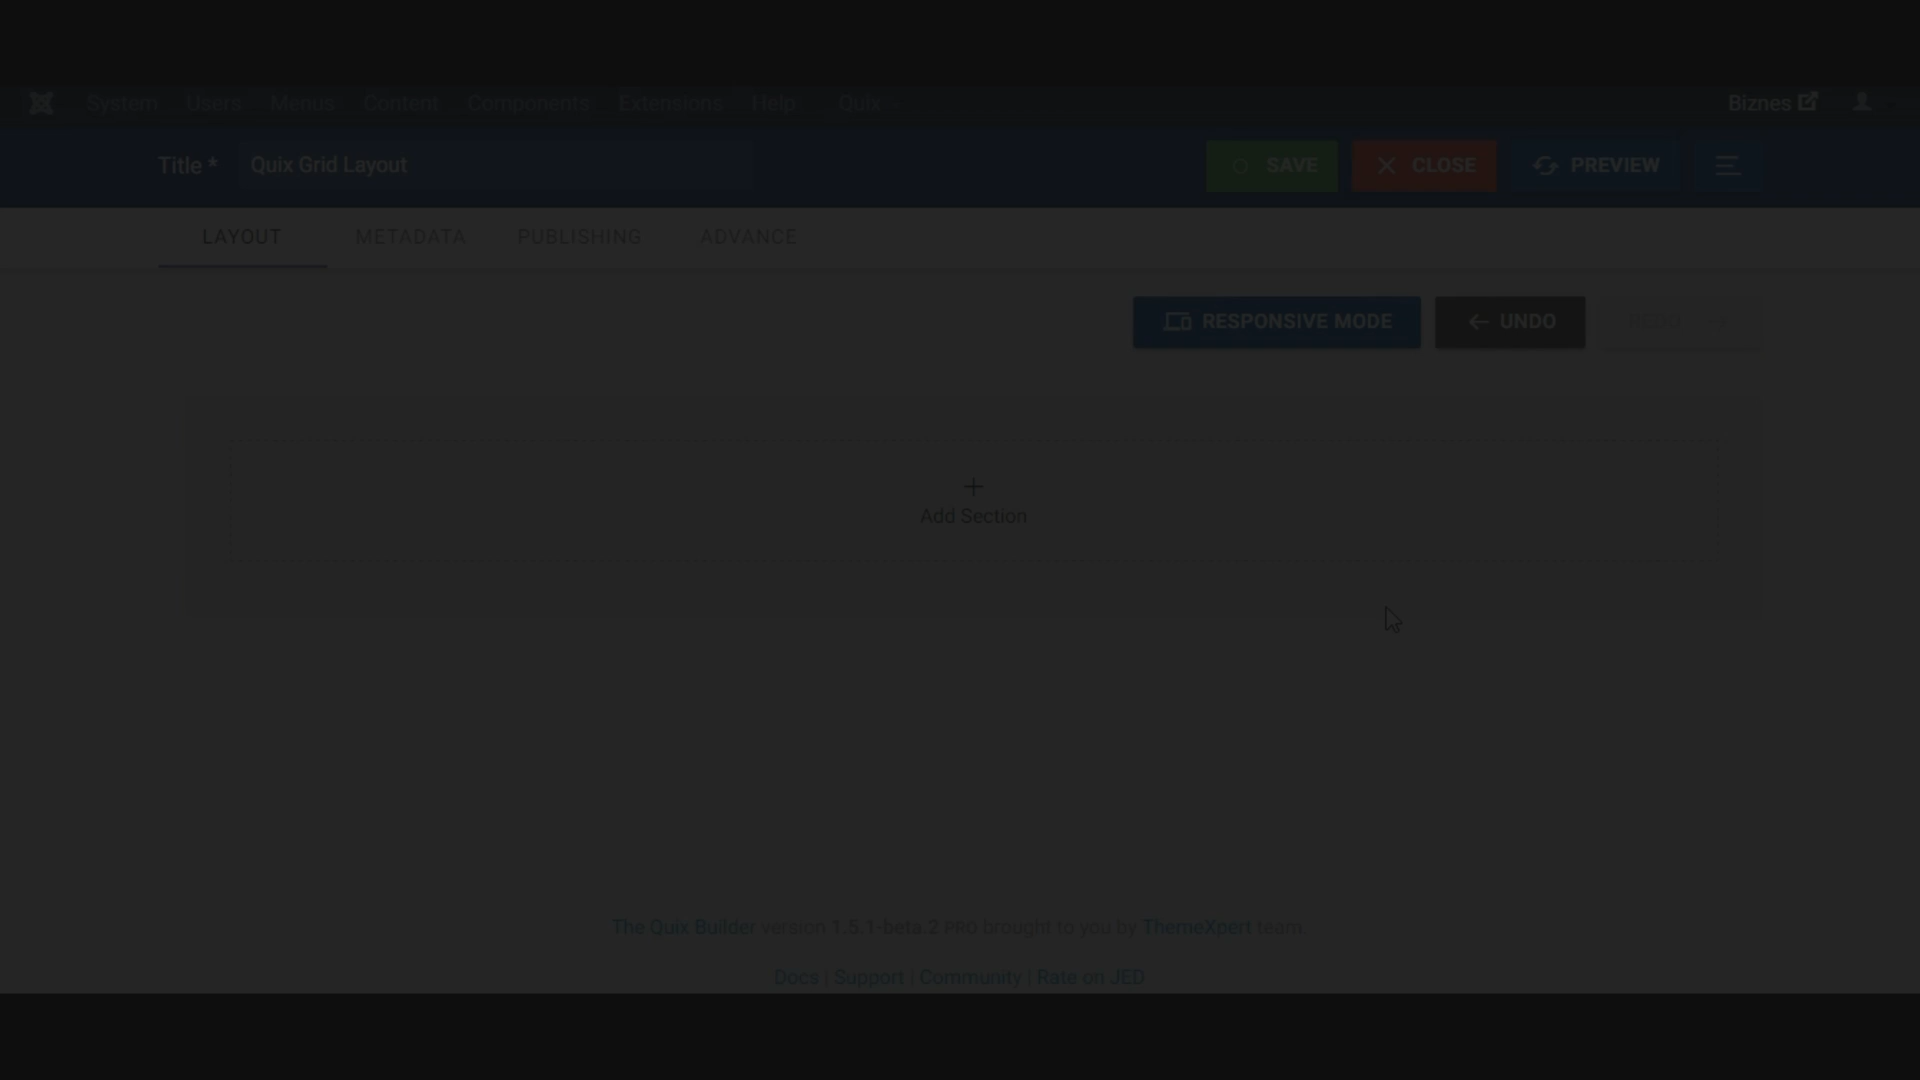 System Users Menus Content Components Extensions Help Quix Biznes
Title * Quix Grid Layout SAVE CLOSE PREVIEW
LAYOUT METADATA PUBLISHING ADVANCE
RESPONSIVE MODE UNDO REDO
Add Section
The Quix Builder version 1.5.1-beta.2 PRO brought to you by ThemeXpert team.
Docs | Support | Community | Rate on JED